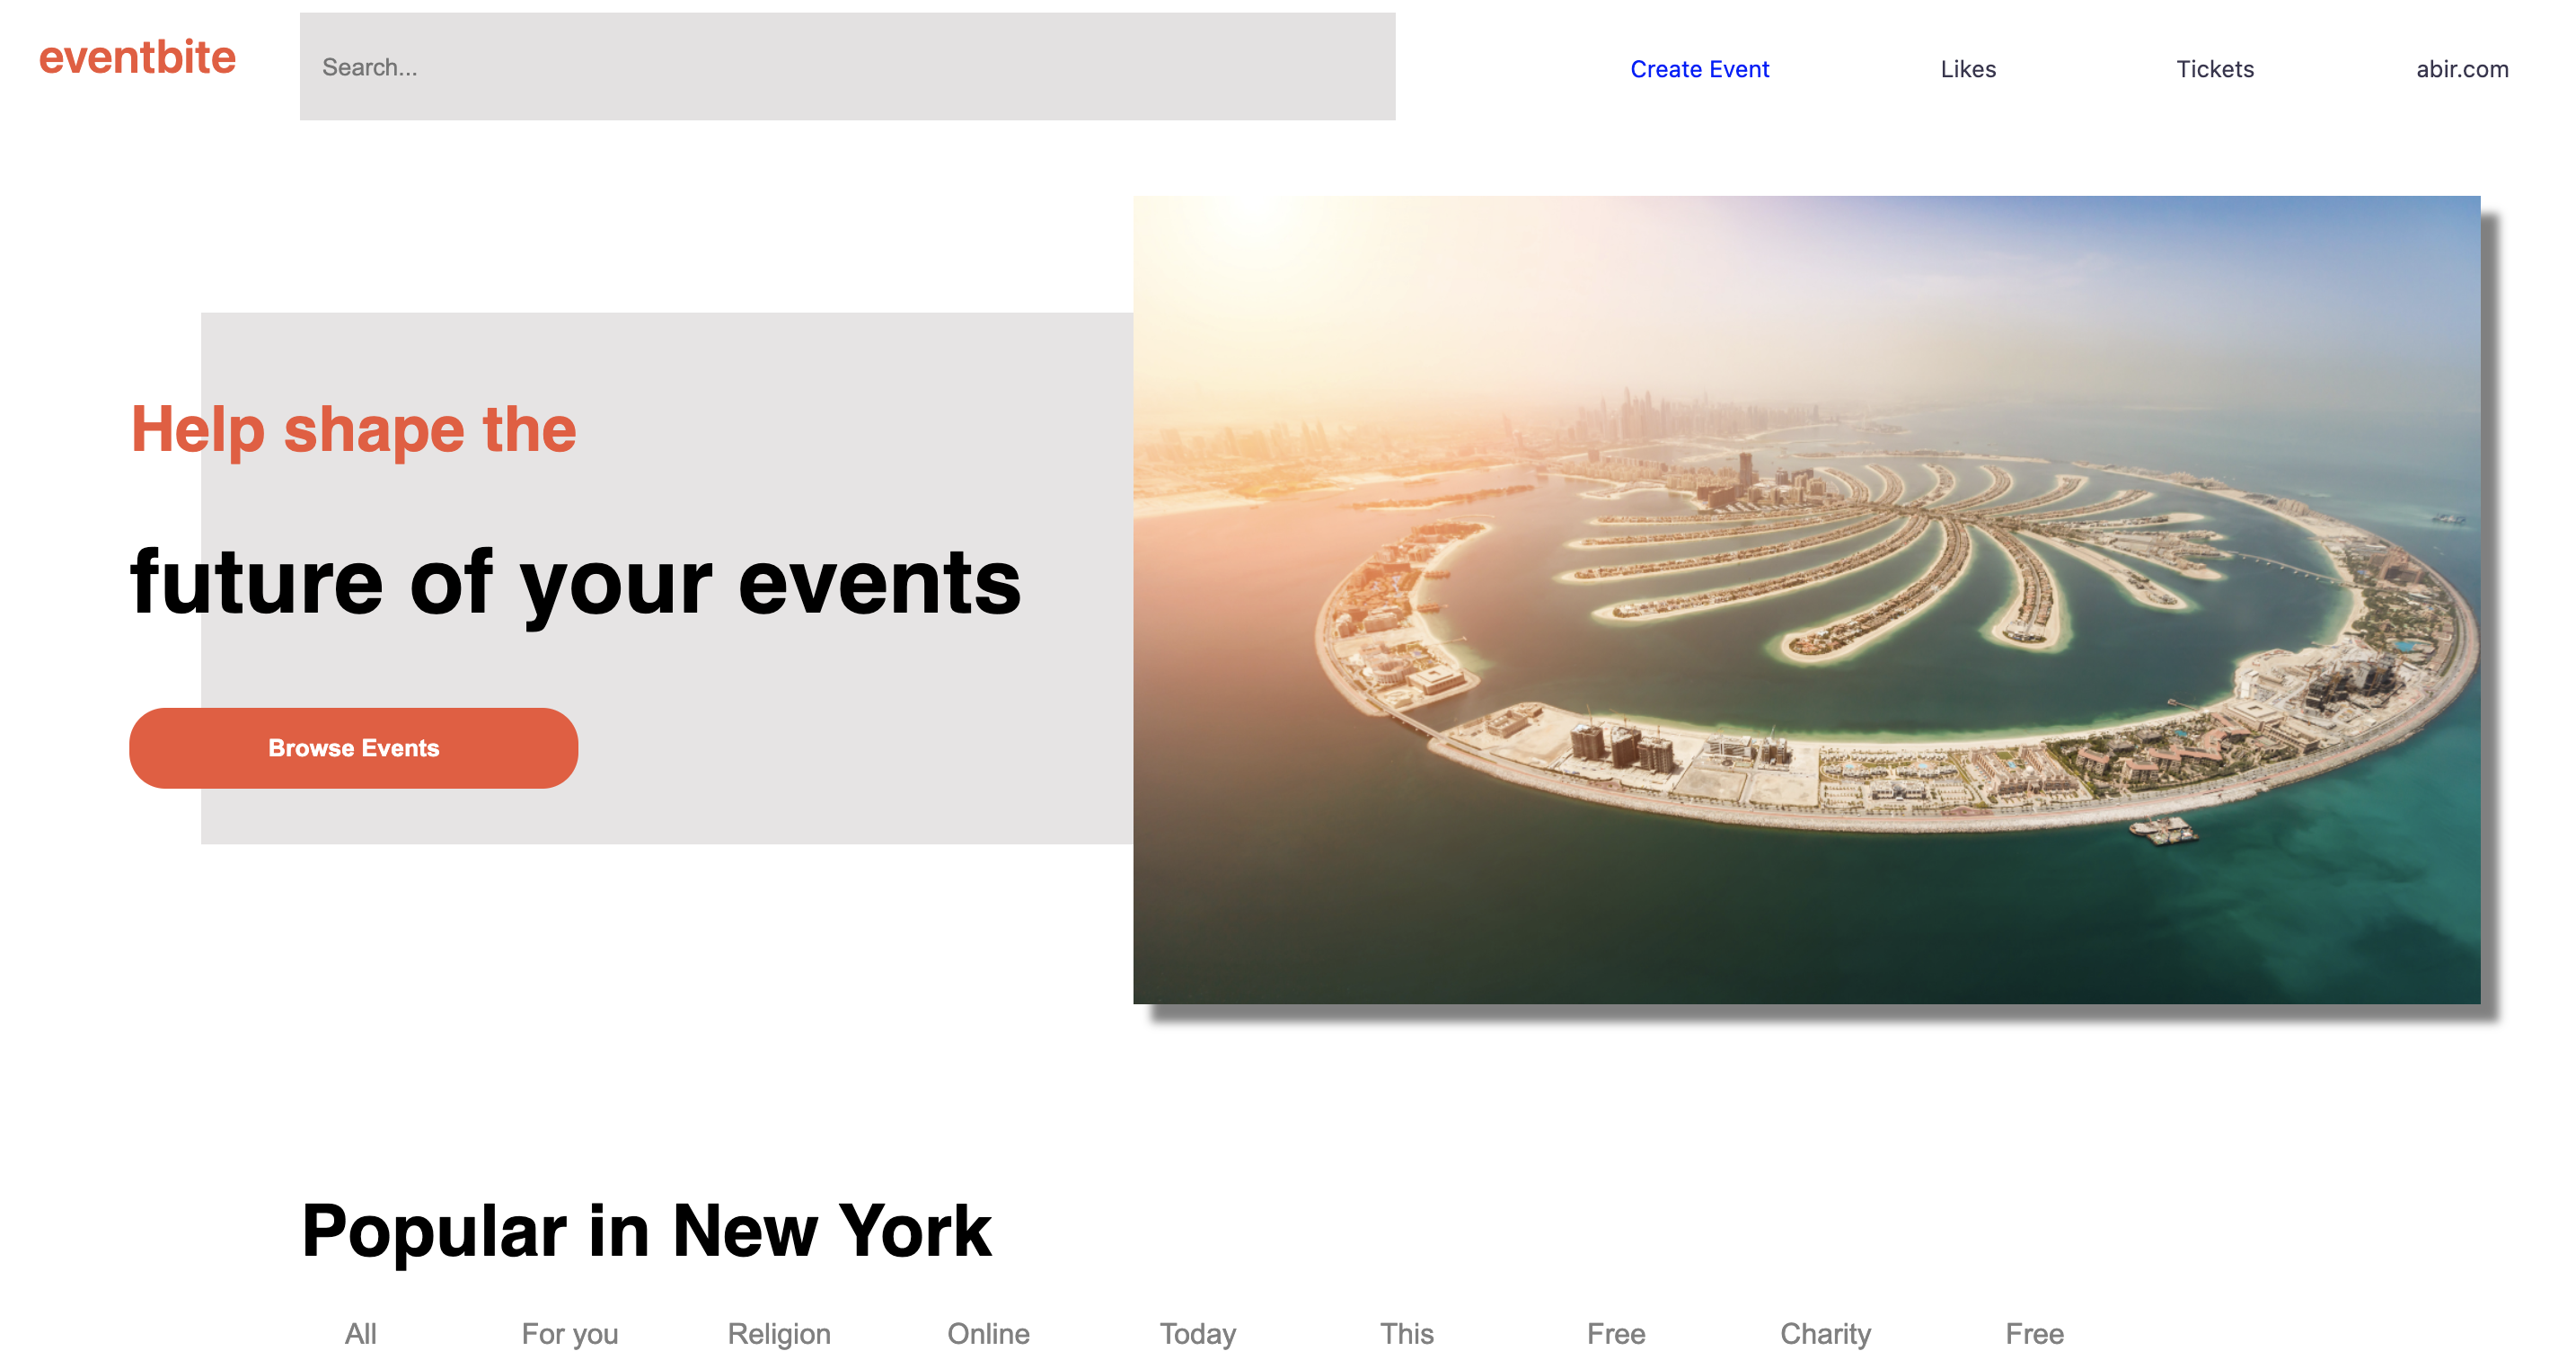 eventbite
Search...
Create Event
Likes
Tickets
abir.com
Help shape the
future of your events
Browse Events
Popular in New York
All
For you
Religion
Online
Today
This
Free
Charity
Free